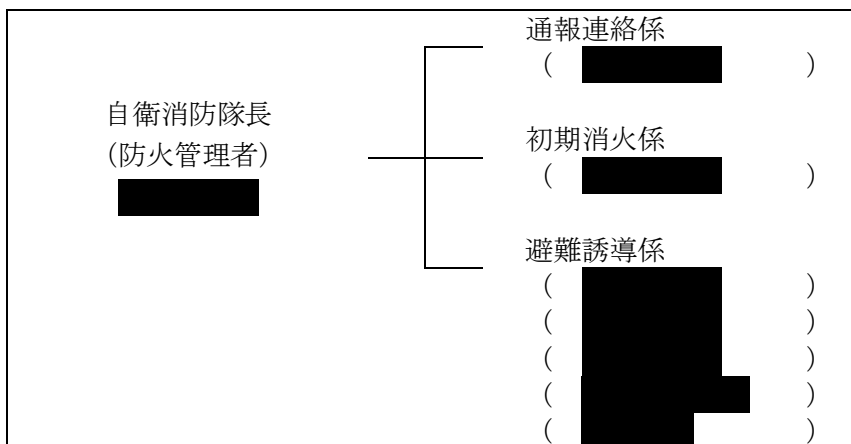 自衛消防隊長
(防火管理者)
通報連絡係
(　　　)
初期消火係
(　　　)
避難誘導係
(　　　)
(　　　)
(　　　)
(　　　)
(　　　)